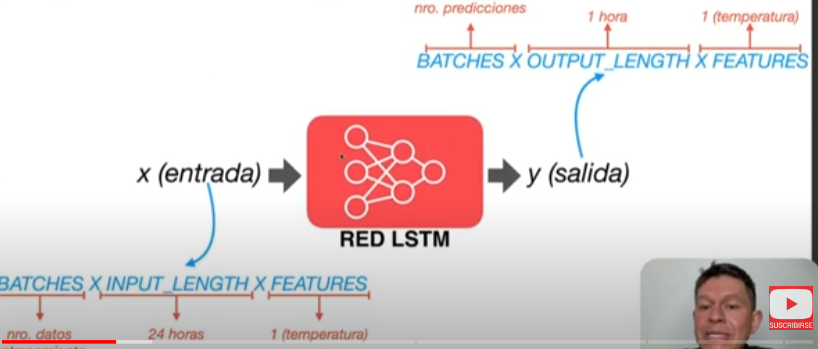 nro. predicciones
1 hora
1 (temperatura)
BATCHES X OUTPUT_LENGTH X FEATURES
x (entrada)
y (salida)
RED LSTM
BATCHES X INPUT_LENGTH X FEATURES
nro. datos
24 horas
1 (temperatura)
SUSCRIBIRSE